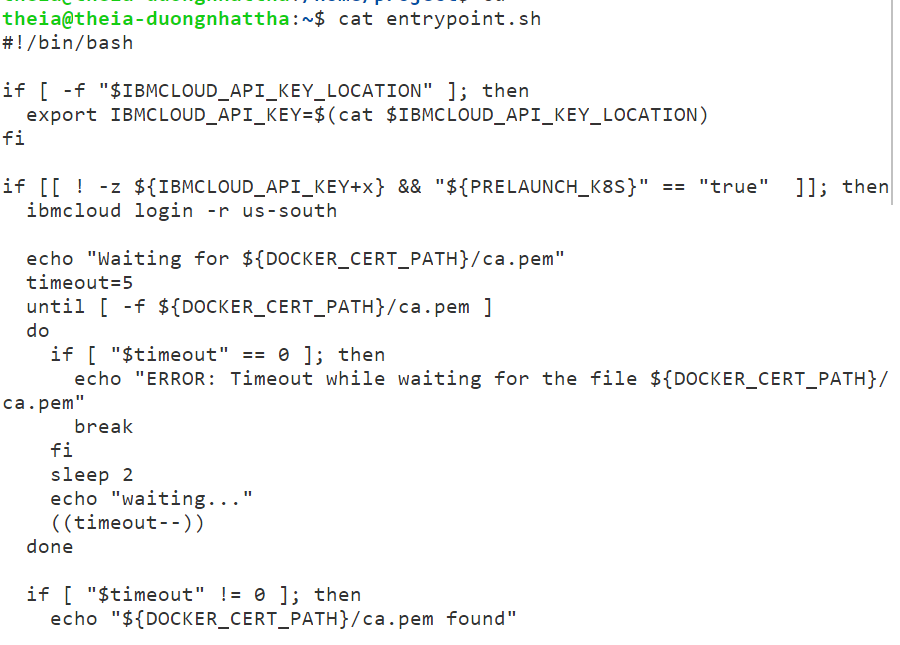 theia@theia-duongnhattha:~$ cat entrypoint.sh
#!/bin/bash

if [ -f "$IBMCLOUD_API_KEY_LOCATION" ]; then
  export IBMCLOUD_API_KEY=$(cat $IBMCLOUD_API_KEY_LOCATION)
fi

if [[ ! -z ${IBMCLOUD_API_KEY+x} && "${PRELAUNCH_K8S}" == "true"  ]]; then
  ibmcloud login -r us-south

  echo "Waiting for ${DOCKER_CERT_PATH}/ca.pem"
  timeout=5
  until [ -f ${DOCKER_CERT_PATH}/ca.pem ]
  do
    if [ "$timeout" == 0 ]; then
      echo "ERROR: Timeout while waiting for the file ${DOCKER_CERT_PATH}/
ca.pem"
      break
    fi
    sleep 2
    echo "waiting..."
    ((timeout--))
  done

  if [ "$timeout" != 0 ]; then
    echo "${DOCKER_CERT_PATH}/ca.pem found"